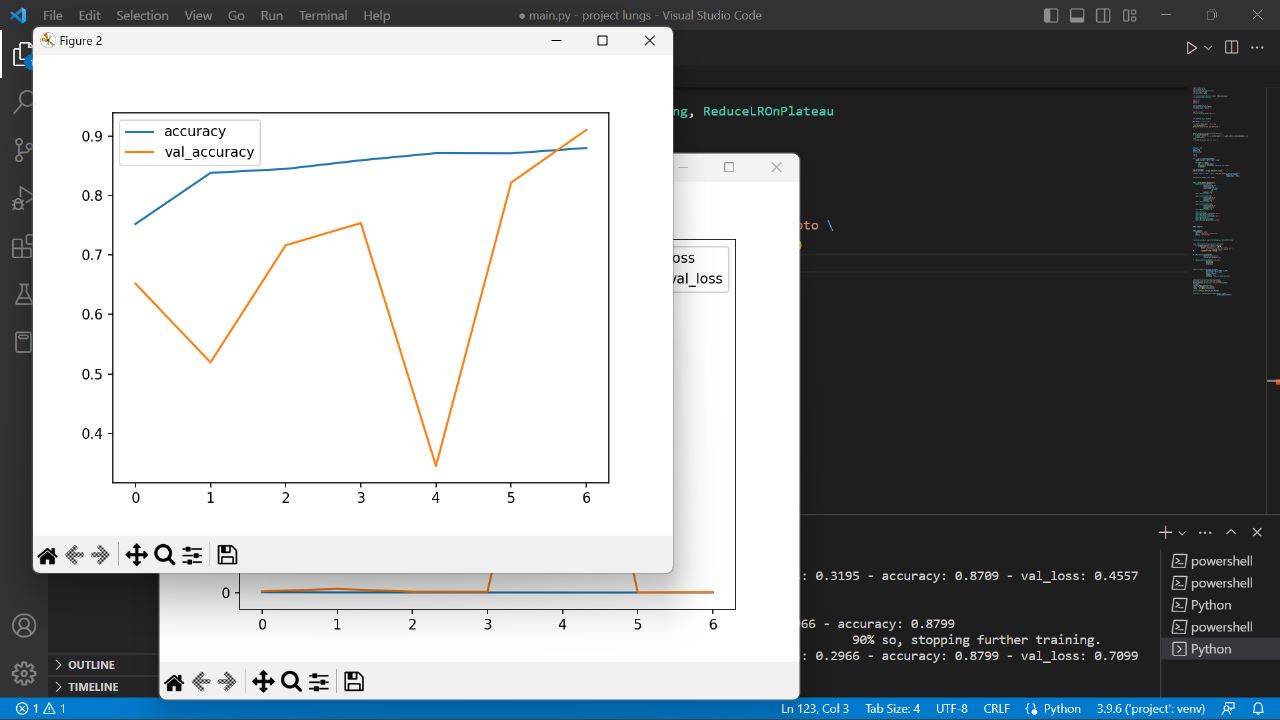 File Edit Selection View Go Run Terminal Help
● main.py - project lungs - Visual Studio Code
Figure 2
accuracy
val_accuracy
0.9
0.8
0.7
0.6
0.5
0.4
0 1 2 3 4 5 6
ng, ReduceLROnPlateau
oto \
)
oss
val_loss
0
0 1 2 3 4 5 6
: 0.3195 - accuracy: 0.8709 - val_loss: 0.4557
66 - accuracy: 0.8799
90% so, stopping further training.
: 0.2966 - accuracy: 0.8799 - val_loss: 0.7099
powershell
powershell
Python
powershell
Python
OUTLINE
TIMELINE
1 1
Ln 123, Col 3 Tab Size: 4 UTF-8 CRLF Python 3.9.6 ('project': venv)